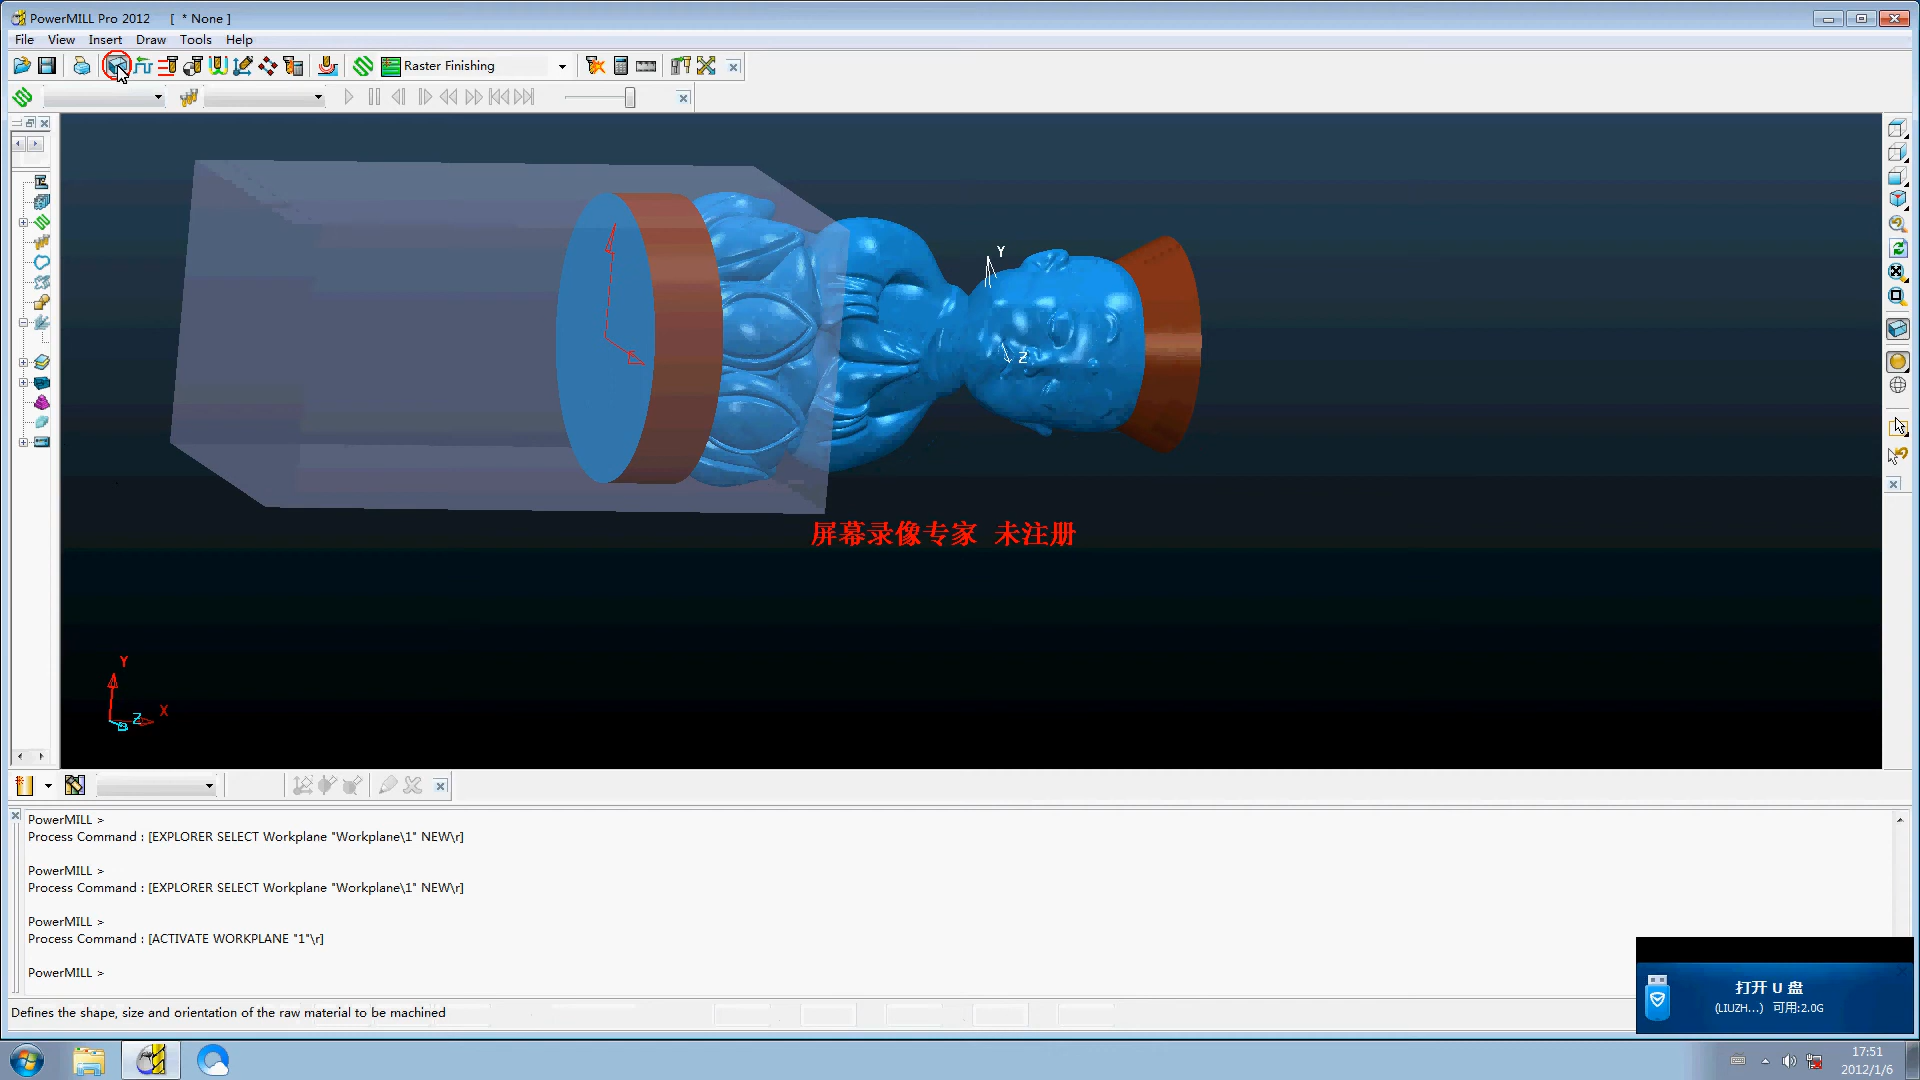 PowerMILL Pro 2012    [ * None ]
File View Insert Draw Tools Help
Raster Finishing
Y
Z
屏幕录像专家 未注册
Y
X
Z
PowerMILL >
Process Command : [EXPLORER SELECT Workplane "Workplane\1" NEW\r]
PowerMILL >
Process Command : [EXPLORER SELECT Workplane "Workplane\1" NEW\r]
PowerMILL >
Process Command : [ACTIVATE WORKPLANE "1"\r]
PowerMILL >
打开 U 盘
(LIUZH...) 可用:2.0G
Defines the shape, size and orientation of the raw material to be machined
17:51
2012/1/6